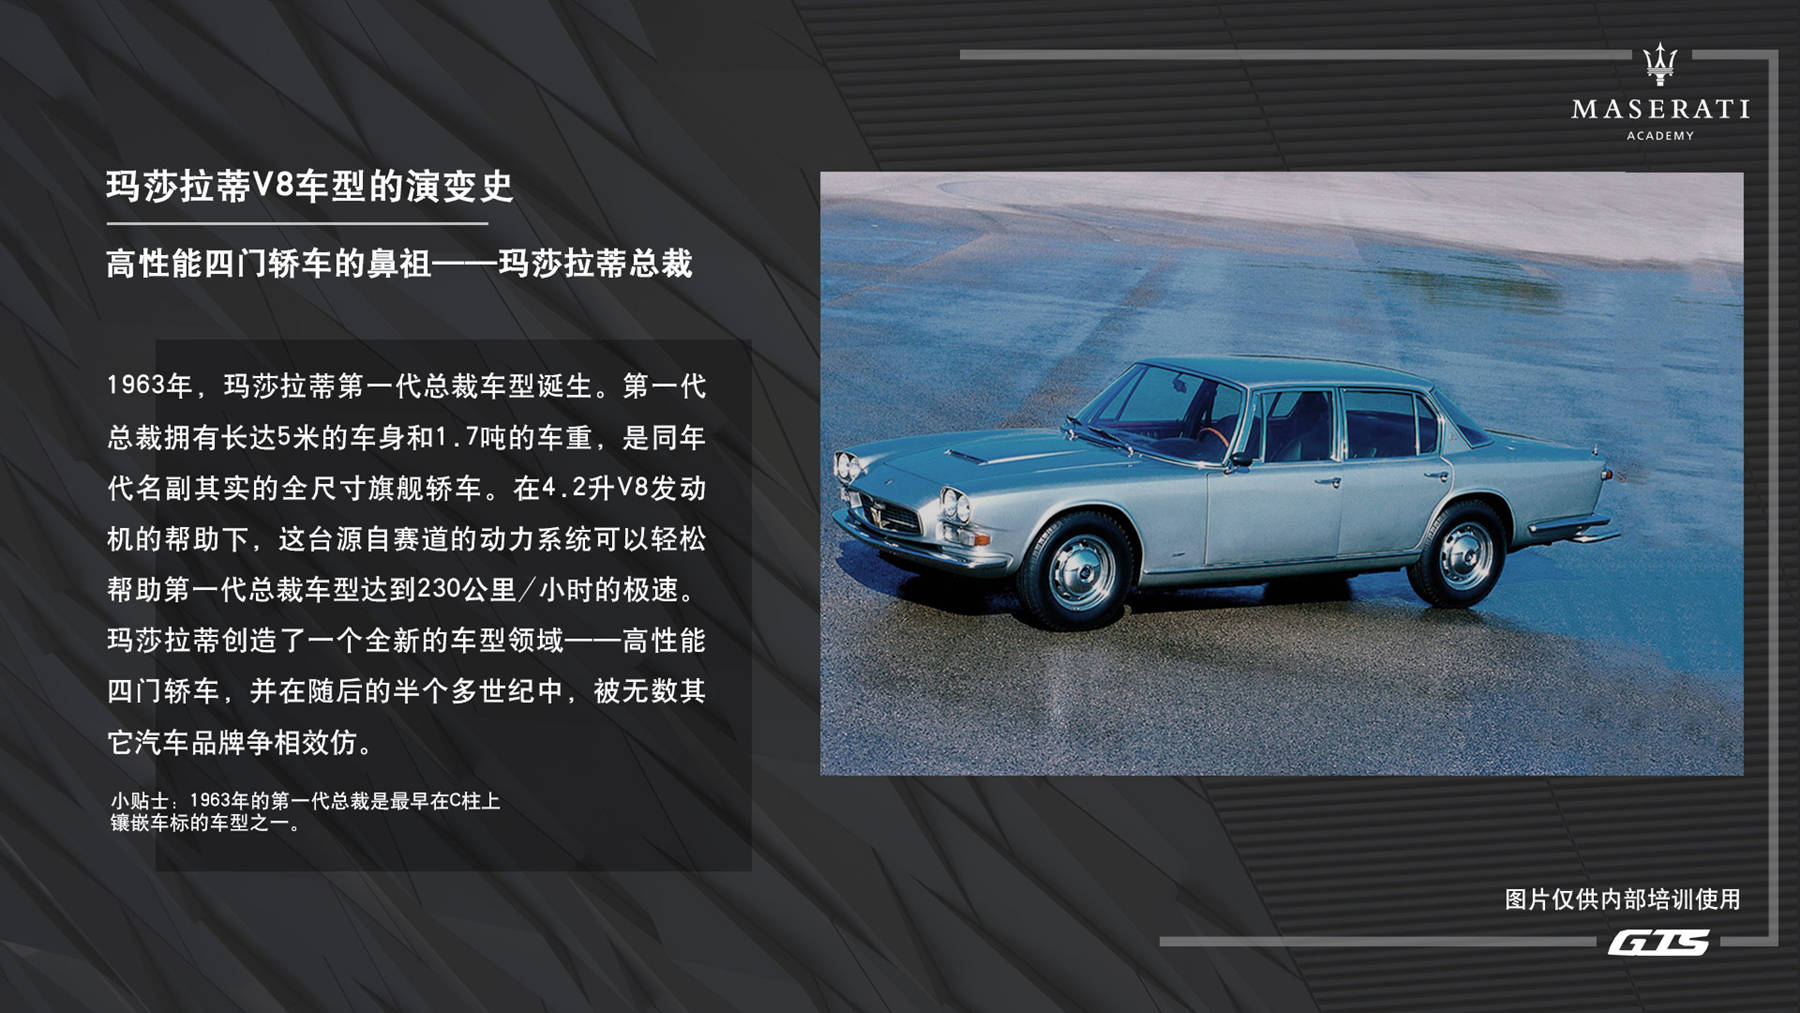 MASERATI
ACADEMY
玛莎拉蒂V8车型的演变史
高性能四门轿车的鼻祖——玛莎拉蒂总裁
1963年，玛莎拉蒂第一代总裁车型诞生。第一代
总裁拥有长达5米的车身和1.7吨的车重，是同年
代名副其实的全尺寸旗舰轿车。在4.2升V8发动
机的帮助下，这台源自赛道的动力系统可以轻松
帮助第一代总裁车型达到230公里/小时的极速。
玛莎拉蒂创造了一个全新的车型领域——高性能
四门轿车，并在随后的半个多世纪中，被无数其
它汽车品牌争相效仿。
小贴士：1963年的第一代总裁是最早在C柱上
镶嵌车标的车型之一。
图片仅供内部培训使用
GTS